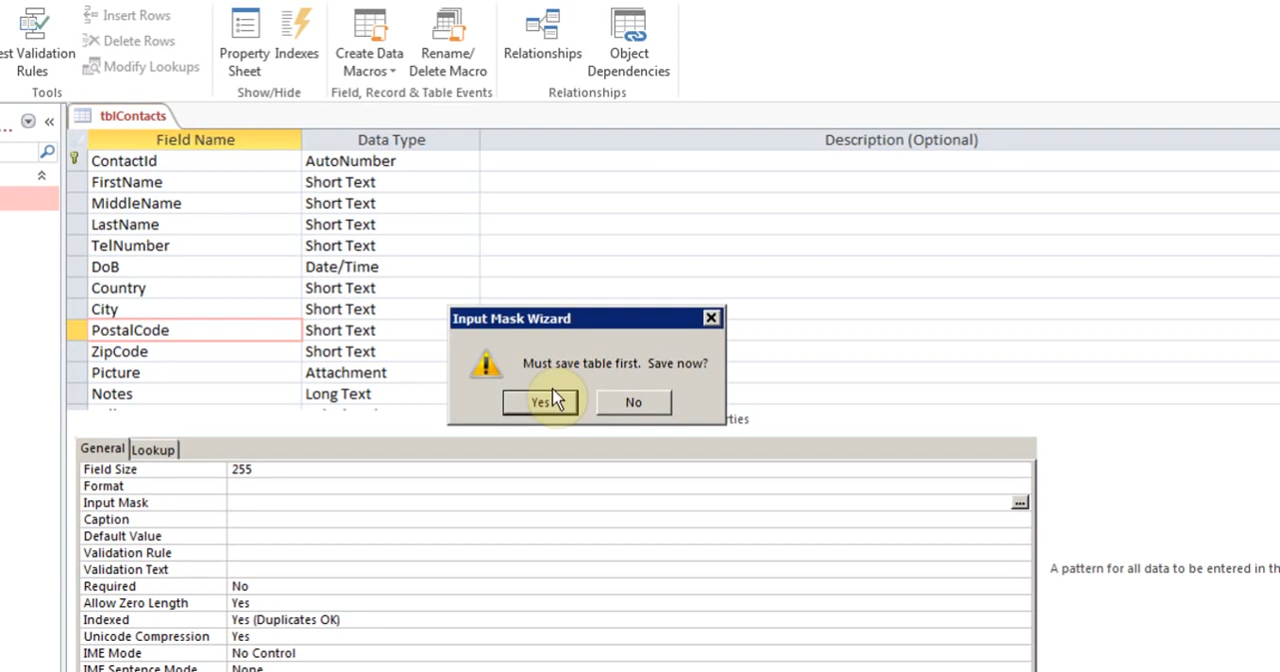 Insert Rows
Delete Rows
Modify Lookups
est Validation
Rules
Property
Sheet
Indexes
Create Data
Macros
Rename/
Delete Macro
Relationships
Object
Dependencies
Tools
Show/Hide
Field, Record & Table Events
Relationships
tblContacts
Field Name Data Type Description (Optional)
ContactId AutoNumber
FirstName Short Text
MiddleName Short Text
LastName Short Text
TelNumber Short Text
DoB Date/Time
Country Short Text
City Short Text
PostalCode Short Text
ZipCode Short Text
Picture Attachment
Notes Long Text
Input Mask Wizard
Must save table first. Save now?
Yes No
rties
General Lookup
Field Size 255
Format
Input Mask ...
Caption
Default Value
Validation Rule
Validation Text
Required No
Allow Zero Length Yes
Indexed Yes (Duplicates OK)
Unicode Compression Yes
IME Mode No Control
IME Sentence Mode None
A pattern for all data to be entered in th